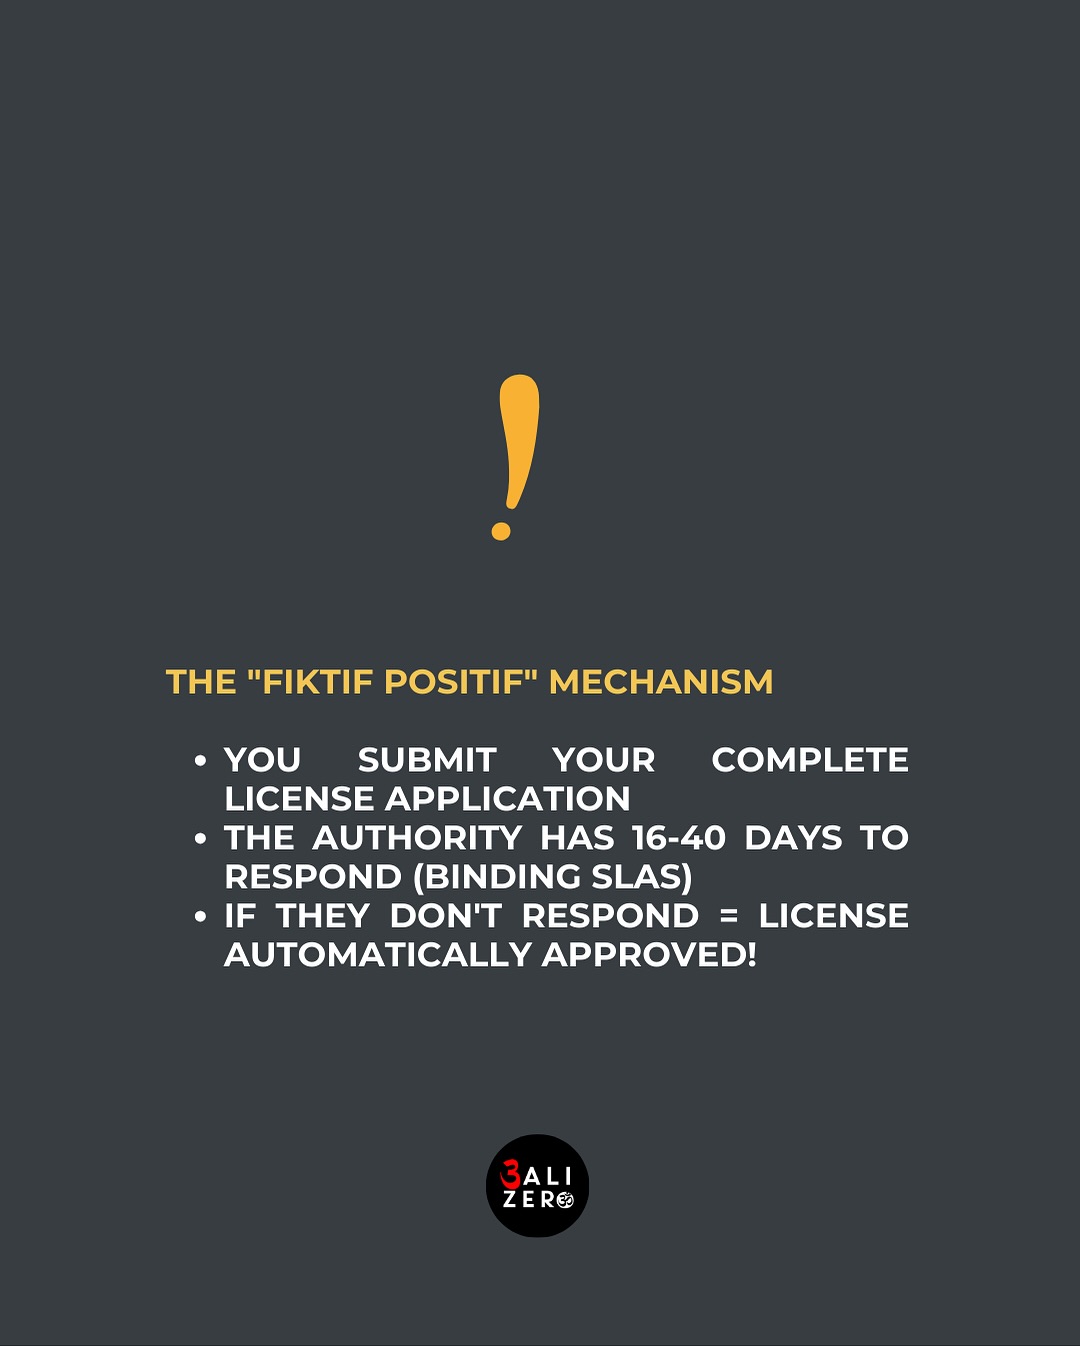 !
THE "FIKTIF POSITIF" MECHANISM
• YOU SUBMIT YOUR COMPLETE
LICENSE APPLICATION
• THE AUTHORITY HAS 16-40 DAYS TO
RESPOND (BINDING SLAS)
• IF THEY DON'T RESPOND = LICENSE
AUTOMATICALLY APPROVED!
3ALI
ZERO